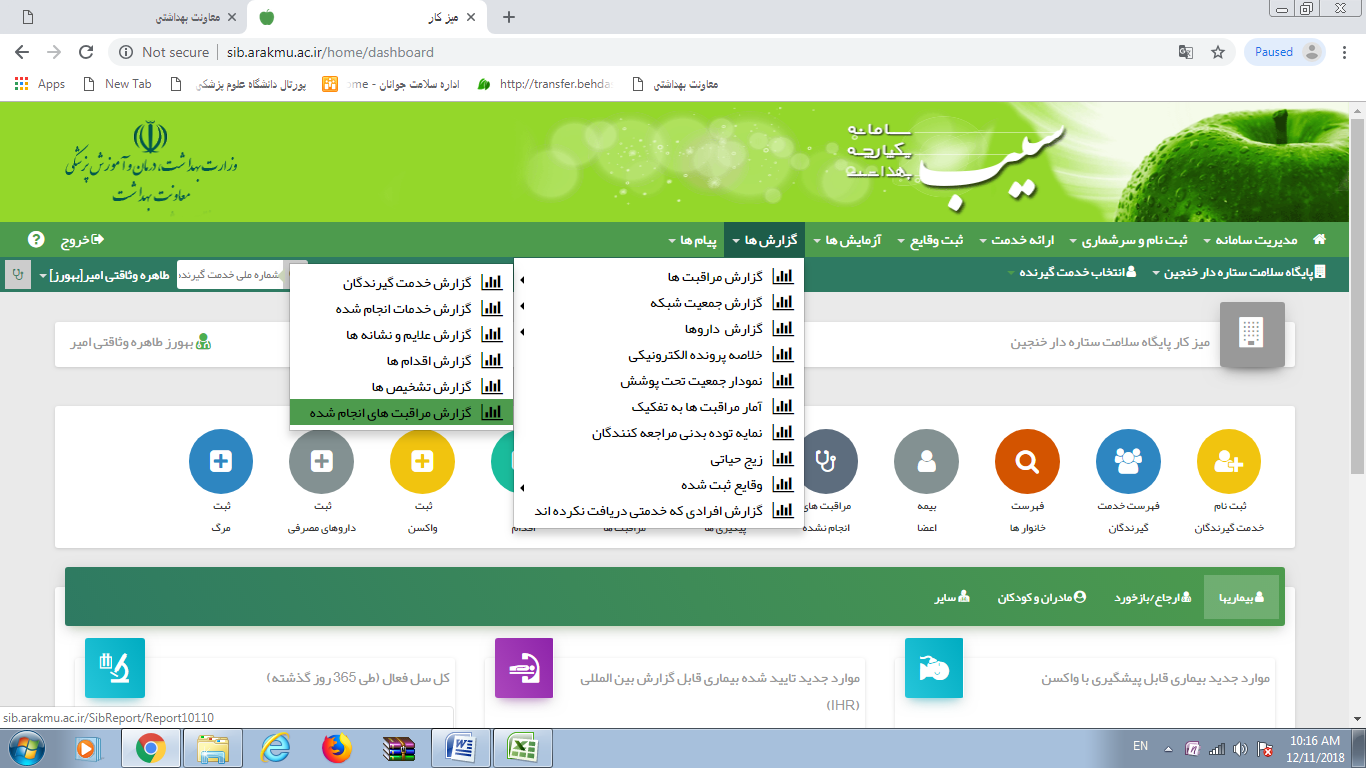 معاونت بهداشتی
میز کار
Not secure
sib.arakmu.ac.ir/home/dashboard
Paused
Apps
New Tab
پورتال دانشگاه علوم پزشکی
اداره سلامت جوانان - ome
http://transfer.behda
معاونت بهداشتی
وزارت بهداشت، درمان و آموزش پزشکی
معاونت بهداشت
سامانه
یکپارچه
بهداشت
سیب
مدیریت سامانه
ثبت نام و سرشماری
ارائه خدمت
ثبت وقایع
آزمایش ها
گزارش ها
پیام ها
خروج
پایگاه سلامت ستاره دار خنجین
انتخاب خدمت گیرنده
شماره ملی خدمت گیرنده
طاهره وثاقتی امیر[بهورز]
گزارش مراقبت ها
گزارش جمعیت شبکه
گزارش داروها
خلاصه پرونده الکترونیکی
نمودار جمعیت تحت پوشش
آمار مراقبت ها به تفکیک
نمایه توده بدنی مراجعه کنندگان
زیج حیاتی
وقایع ثبت شده
گزارش افرادی که خدمتی دریافت نکرده اند
گزارش خدمت گیرندگان
گزارش خدمات انجام شده
گزارش علایم و نشانه ها
گزارش اقدام ها
گزارش تشخیص ها
گزارش مراقبت های انجام شده
میز کار پایگاه سلامت ستاره دار خنجین
بهورز طاهره وثاقتی امیر
ثبت نام
خدمت گیرندگان
فهرست خدمت
گیرندگان
فهرست
خانوار ها
بیمه
اعضا
مراقبت های
انجام نشده
پیگیری ها
مراقبت ها
اقدام
ثبت
واکسن
ثبت
داروهای مصرفی
ثبت
مرگ
بیماریها
ارجاع/بازخورد
مادران و کودکان
سایر
موارد جدید بیماری قابل پیشگیری با واکسن
موارد جدید تایید شده بیماری قابل گزارش بین المللی
(IHR)
کل سل فعال (طی 365 روز گذشته)
sib.arakmu.ac.ir/SibReport/Report10110
EN
10:16 AM
12/11/2018